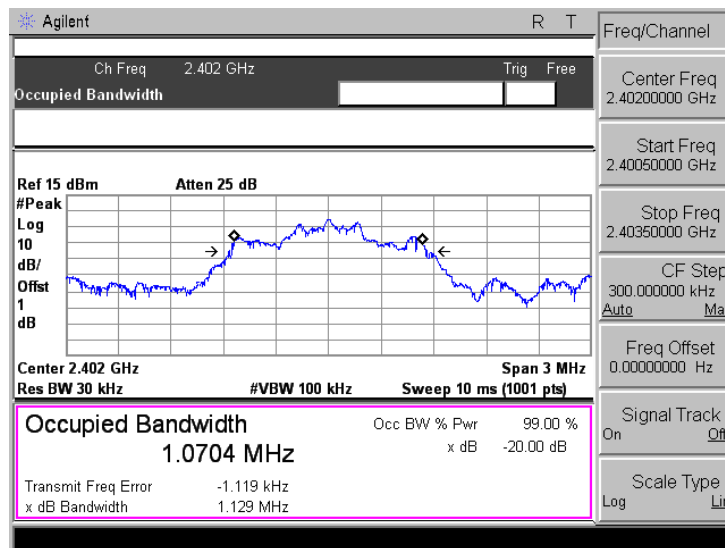 Agilent R T
Ch Freq 2.402 GHz Trig Free
Occupied Bandwidth
Ref 15 dBm Atten 25 dB
#Peak
Log
10
dB/
Offst
1
dB
Center 2.402 GHz Span 3 MHz
Res BW 30 kHz #VBW 100 kHz Sweep 10 ms (1001 pts)
Occupied Bandwidth
1.0704 MHz
Occ BW % Pwr 99.00 %
x dB -20.00 dB
Transmit Freq Error -1.119 kHz
x dB Bandwidth 1.129 MHz
Freq/Channel
Center Freq
2.40200000 GHz
Start Freq
2.40050000 GHz
Stop Freq
2.40350000 GHz
CF Step
300.000000 kHz
Auto Ma
Freq Offset
0.00000000 Hz
Signal Track
On Off
Scale Type
Log Lin